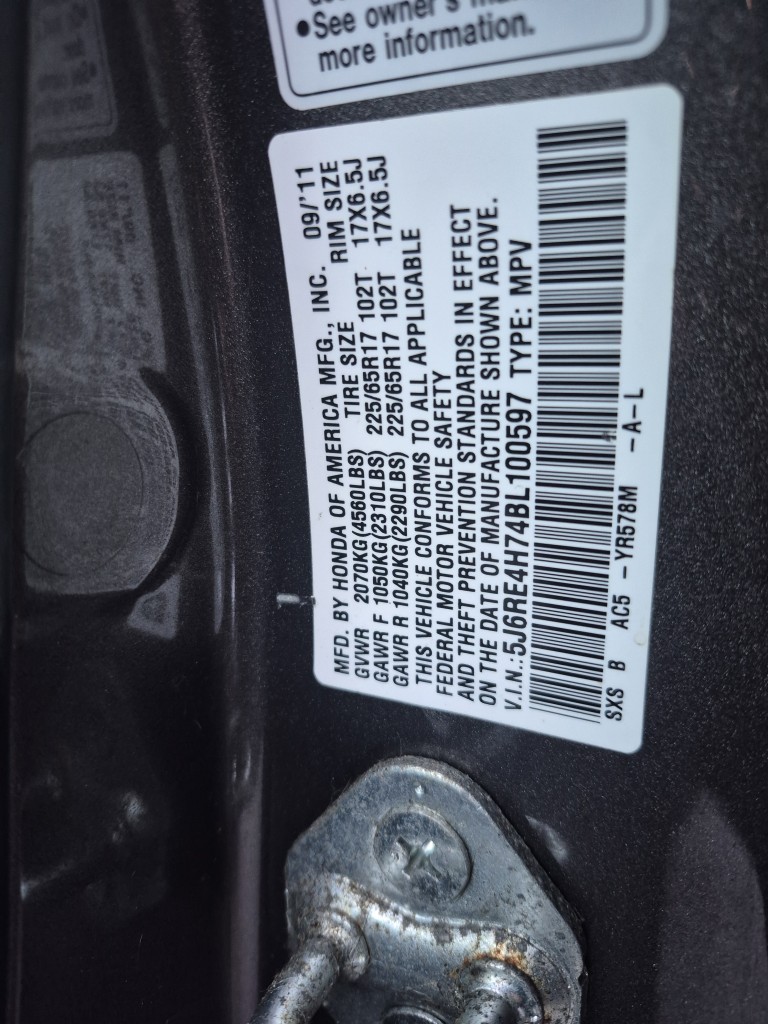 •See owner's
more information.
MFD. BY HONDA OF AMERICA MFG., INC. 09/'11
TIRE SIZE RIM SIZE
GVWR 2070KG(4560LBS)
GAWR F 1050KG(2310LBS) 225/65R17 102T 17X6.5J
GAWR R 1040KG(2290LBS) 225/65R17 102T 17X6.5J
THIS VEHICLE CONFORMS TO ALL APPLICABLE
FEDERAL MOTOR VEHICLE SAFETY
AND THEFT PREVENTION STANDARDS IN EFFECT
ON THE DATE OF MANUFACTURE SHOWN ABOVE.
V.I.N.:5J6RE4H74BL100597 TYPE: MPV
SXS B AC5 -YR578M -A-L